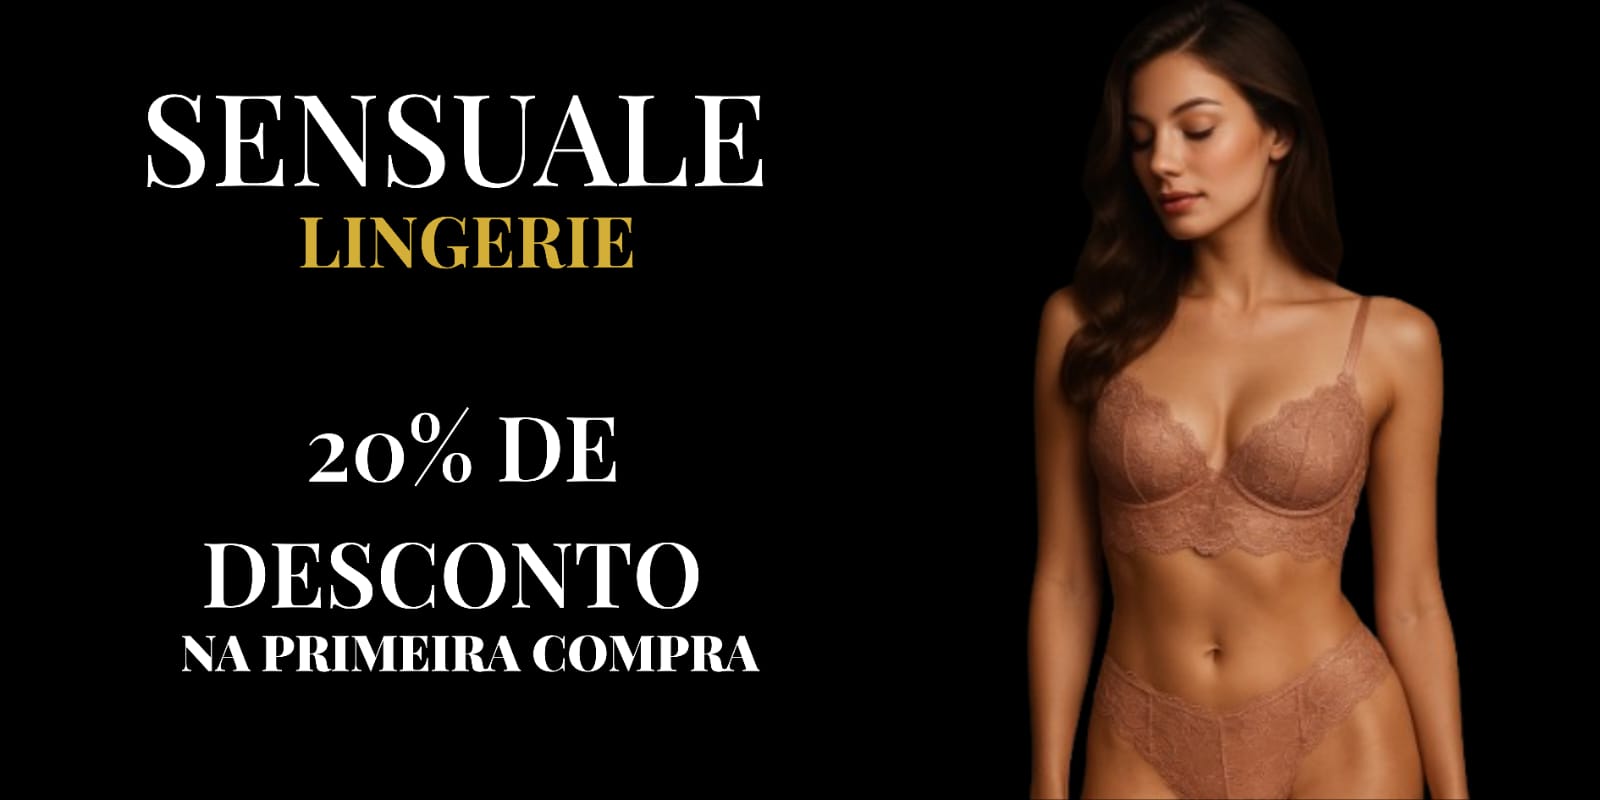 SENSUALE
LINGERIE
20% DE
DESCONTO
NA PRIMEIRA COMPRA